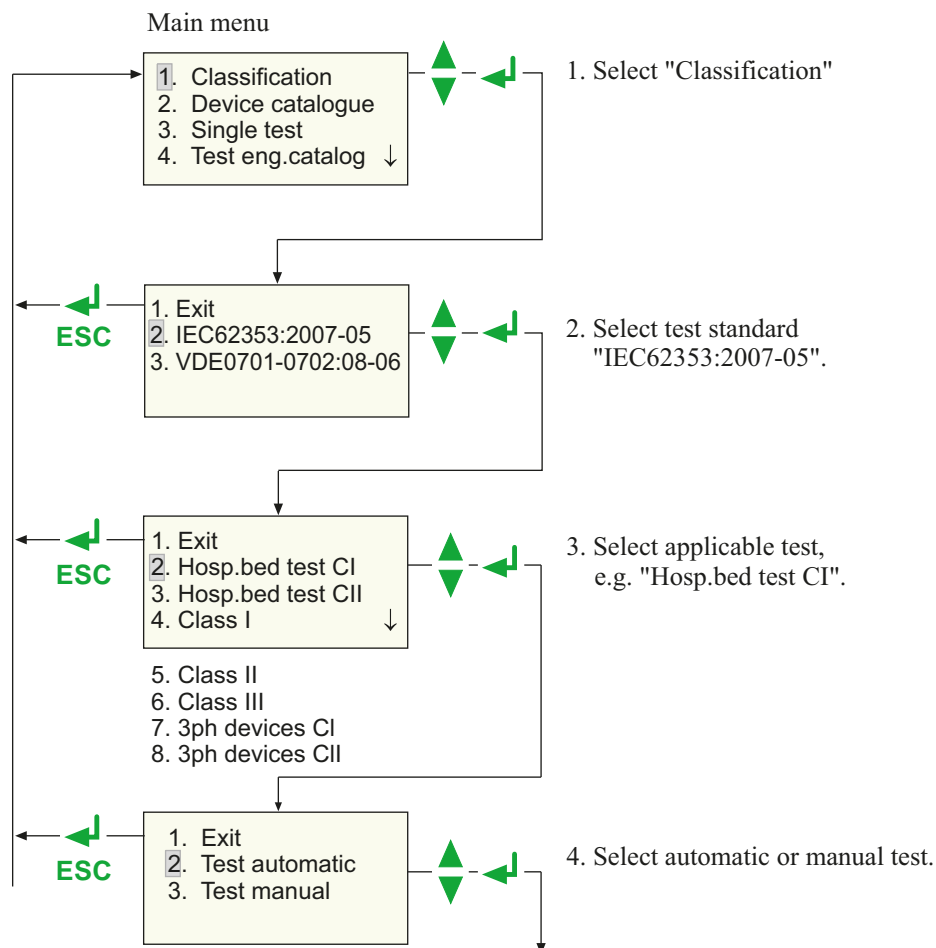 Main menu
1. Classification
2. Device catalogue
3. Single test
4. Test eng.catalog ↓
1. Select "Classification"
ESC
1. Exit
2. IEC62353:2007-05
3. VDE0701-0702:08-06
2. Select test standard
"IEC62353:2007-05".
ESC
1. Exit
2. Hosp.bed test CI
3. Hosp.bed test CII
4. Class I ↓
5. Class II
6. Class III
7. 3ph devices CI
8. 3ph devices CII
3. Select applicable test,
e.g. "Hosp.bed test CI".
ESC
1. Exit
2. Test automatic
3. Test manual
4. Select automatic or manual test.